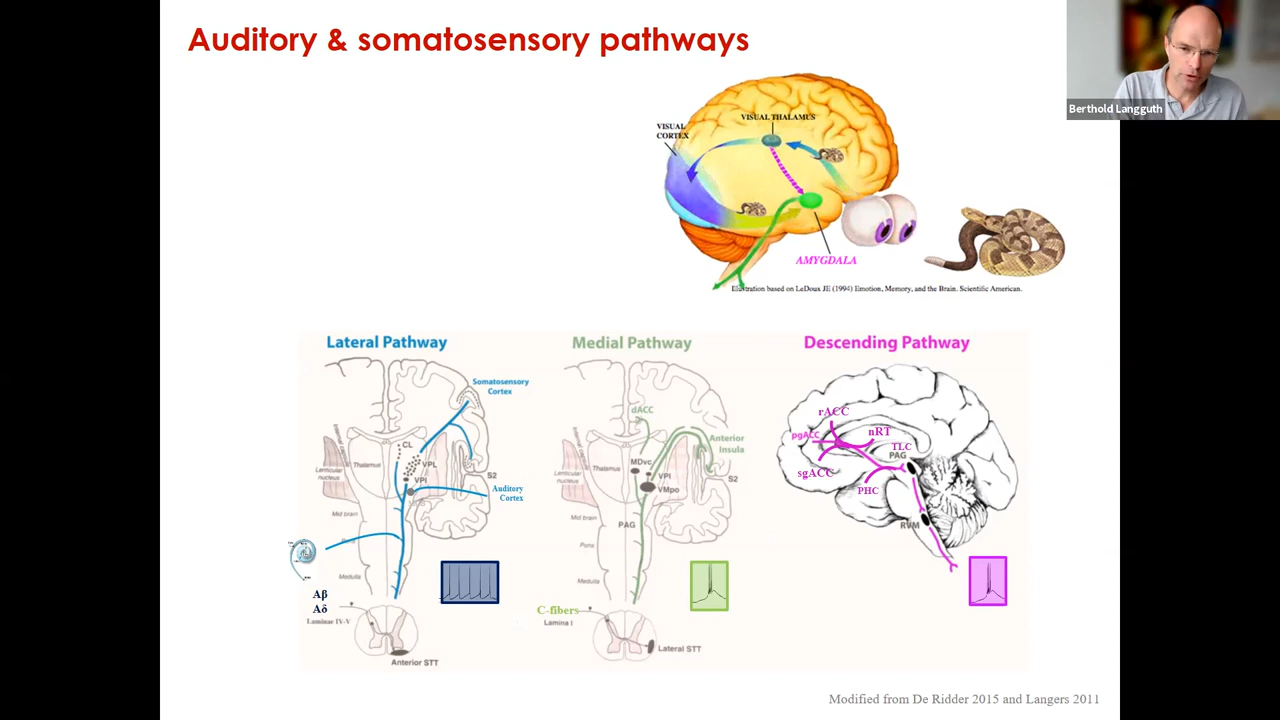 Auditory & somatosensory pathways
Berthold Langguth
VISUAL THALAMUS
VISUAL
CORTEX
AMYGDALA
Illustration based on LeDoux JE (1994) Emotion, Memory, and the Brain. Scientific American.
Lateral Pathway
Somatosensory
Cortex
CL
Thalamus
VPL
VPI
Lenticular
nucleus
S2
Auditory
Cortex
Mid brain
Pons
Medulla
Aβ
Aδ
Laminae IV-V
Anterior STT
Medial Pathway
dACC
Anterior
Insula
MDvc
Thalamus
VPI
VMpo
Lenticular
nucleus
S2
Mid brain
PAG
Pons
Medulla
C-fibers
Lamina I
Lateral STT
Descending Pathway
rACC
pgACC
nRT
TLC
PAG
sgACC
PHC
RVM
Modified from De Ridder 2015 and Langers 2011